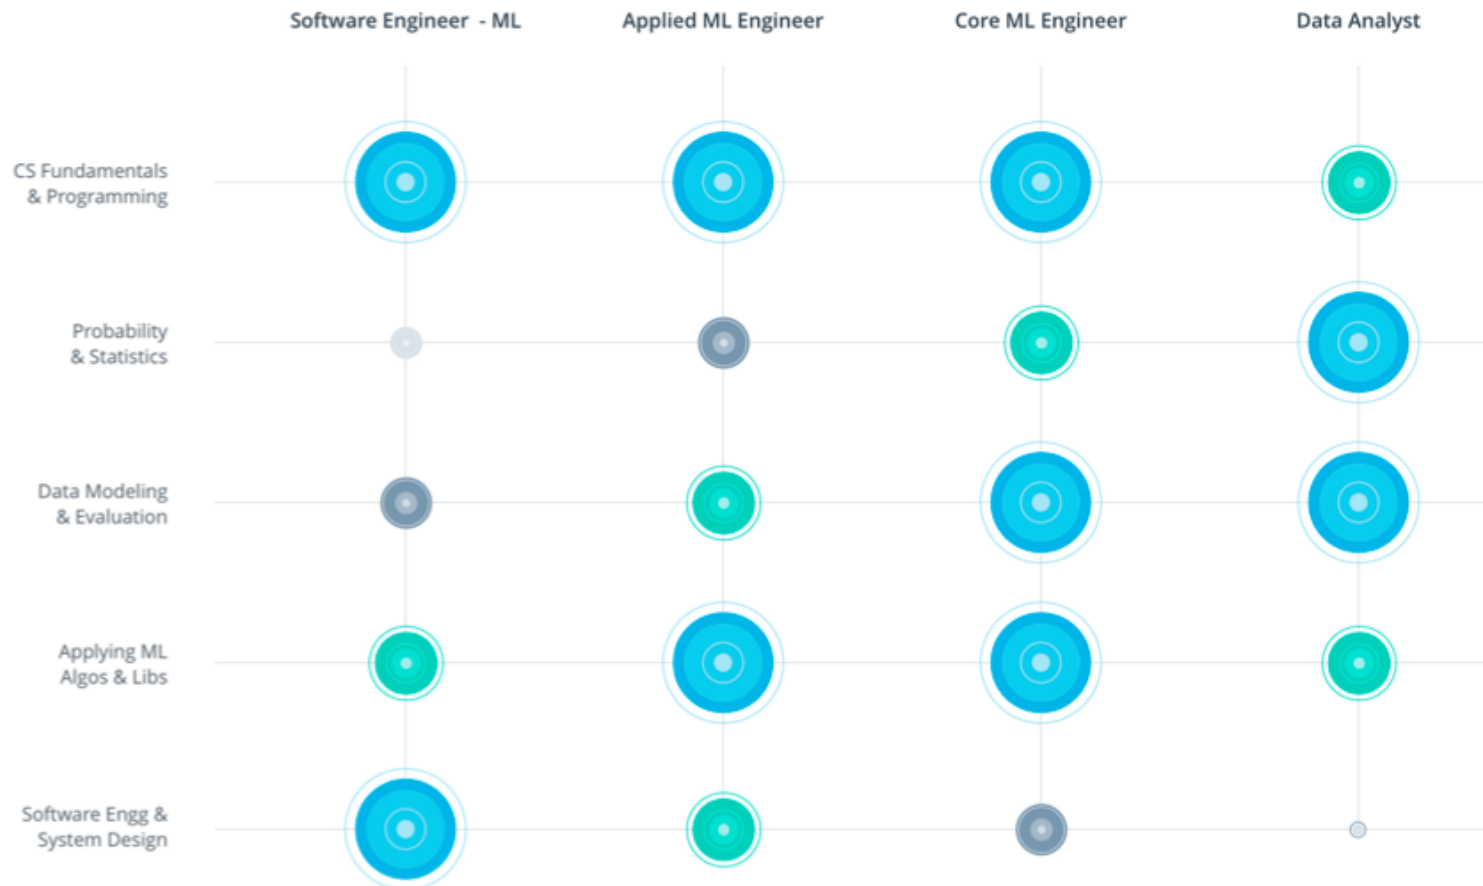 Software Engineer - ML
Applied ML Engineer
Core ML Engineer
Data Analyst
CS Fundamentals
& Programming
Probability
& Statistics
Data Modeling
& Evaluation
Applying ML
Algos & Libs
Software Engg &
System Design